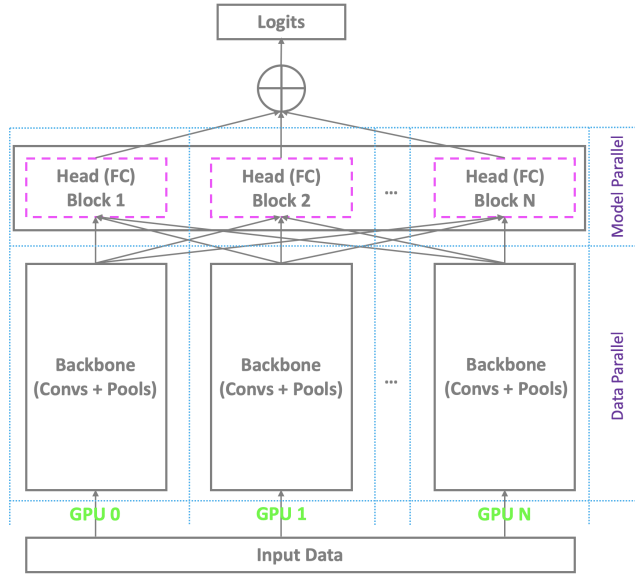 Logits
Head (FC)
Block 1
Head (FC)
Block 2
...
Head (FC)
Block N
Model Parallel
Backbone
(Convs + Pools)
Backbone
(Convs + Pools)
...
Backbone
(Convs + Pools)
Data Parallel
GPU 0
GPU 1
GPU N
Input Data